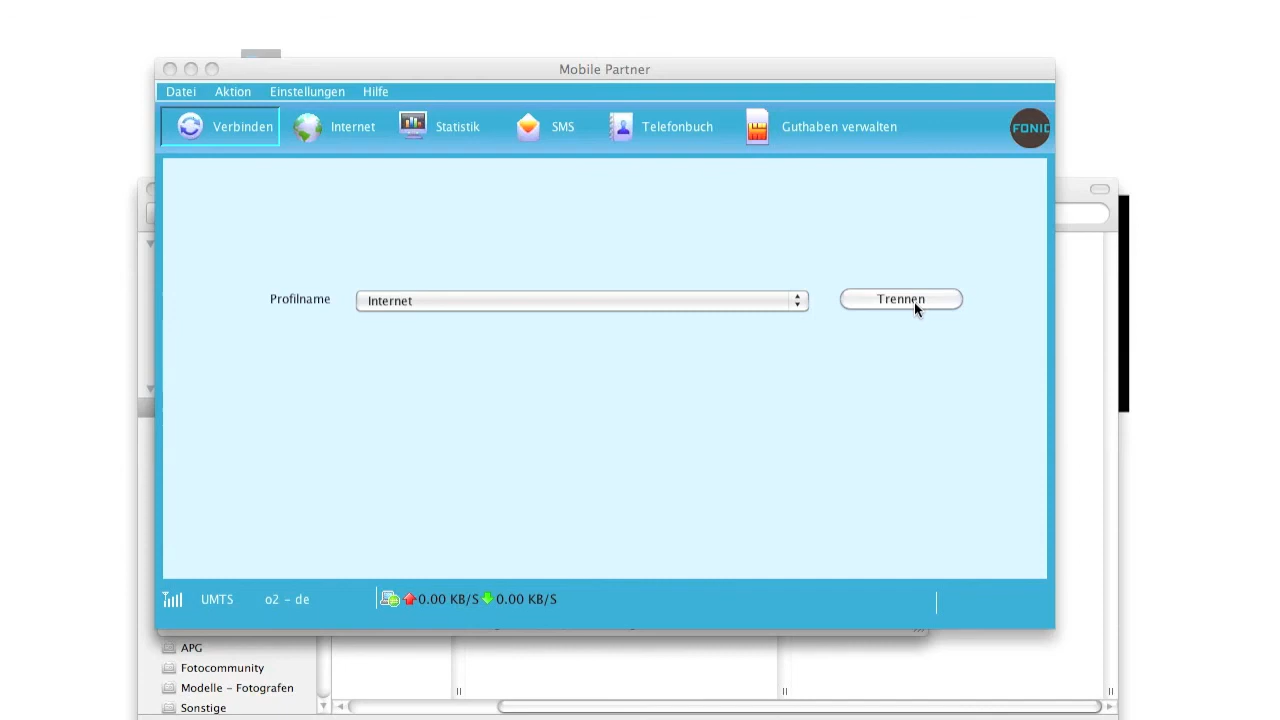 Mobile Partner
Datei Aktion Einstellungen Hilfe
Verbinden Internet Statistik SMS Telefonbuch Guthaben verwalten FONIC
Profilname Internet Trennen
UMTS o2 - de 0.00 KB/S 0.00 KB/S
APG
Fotocommunity
Modelle - Fotografen
Sonstige